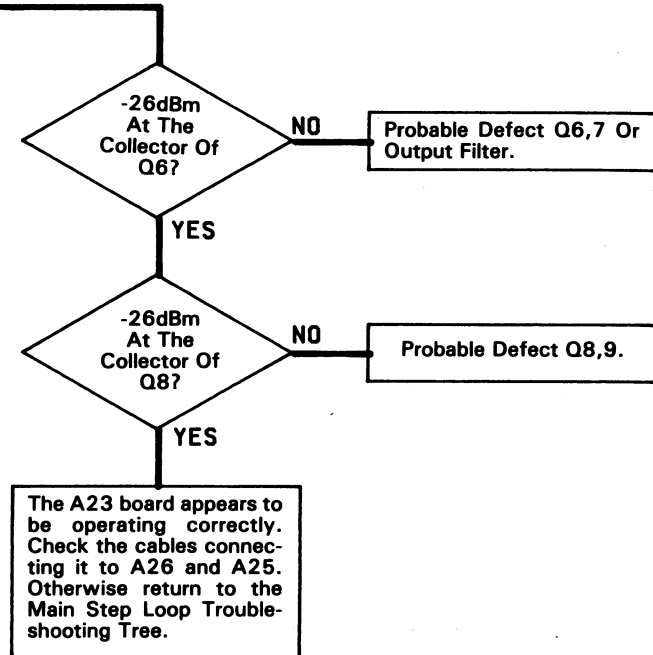 -26dBm
At The
Collector Of
Q6?
NO
Probable Defect Q6,7 Or
Output Filter.
YES
-26dBm
At The
Collector Of
Q8?
NO
Probable Defect Q8,9.
YES
The A23 board appears to
be operating correctly.
Check the cables connec-
ting it to A26 and A25.
Otherwise return to the
Main Step Loop Trouble-
shooting Tree.